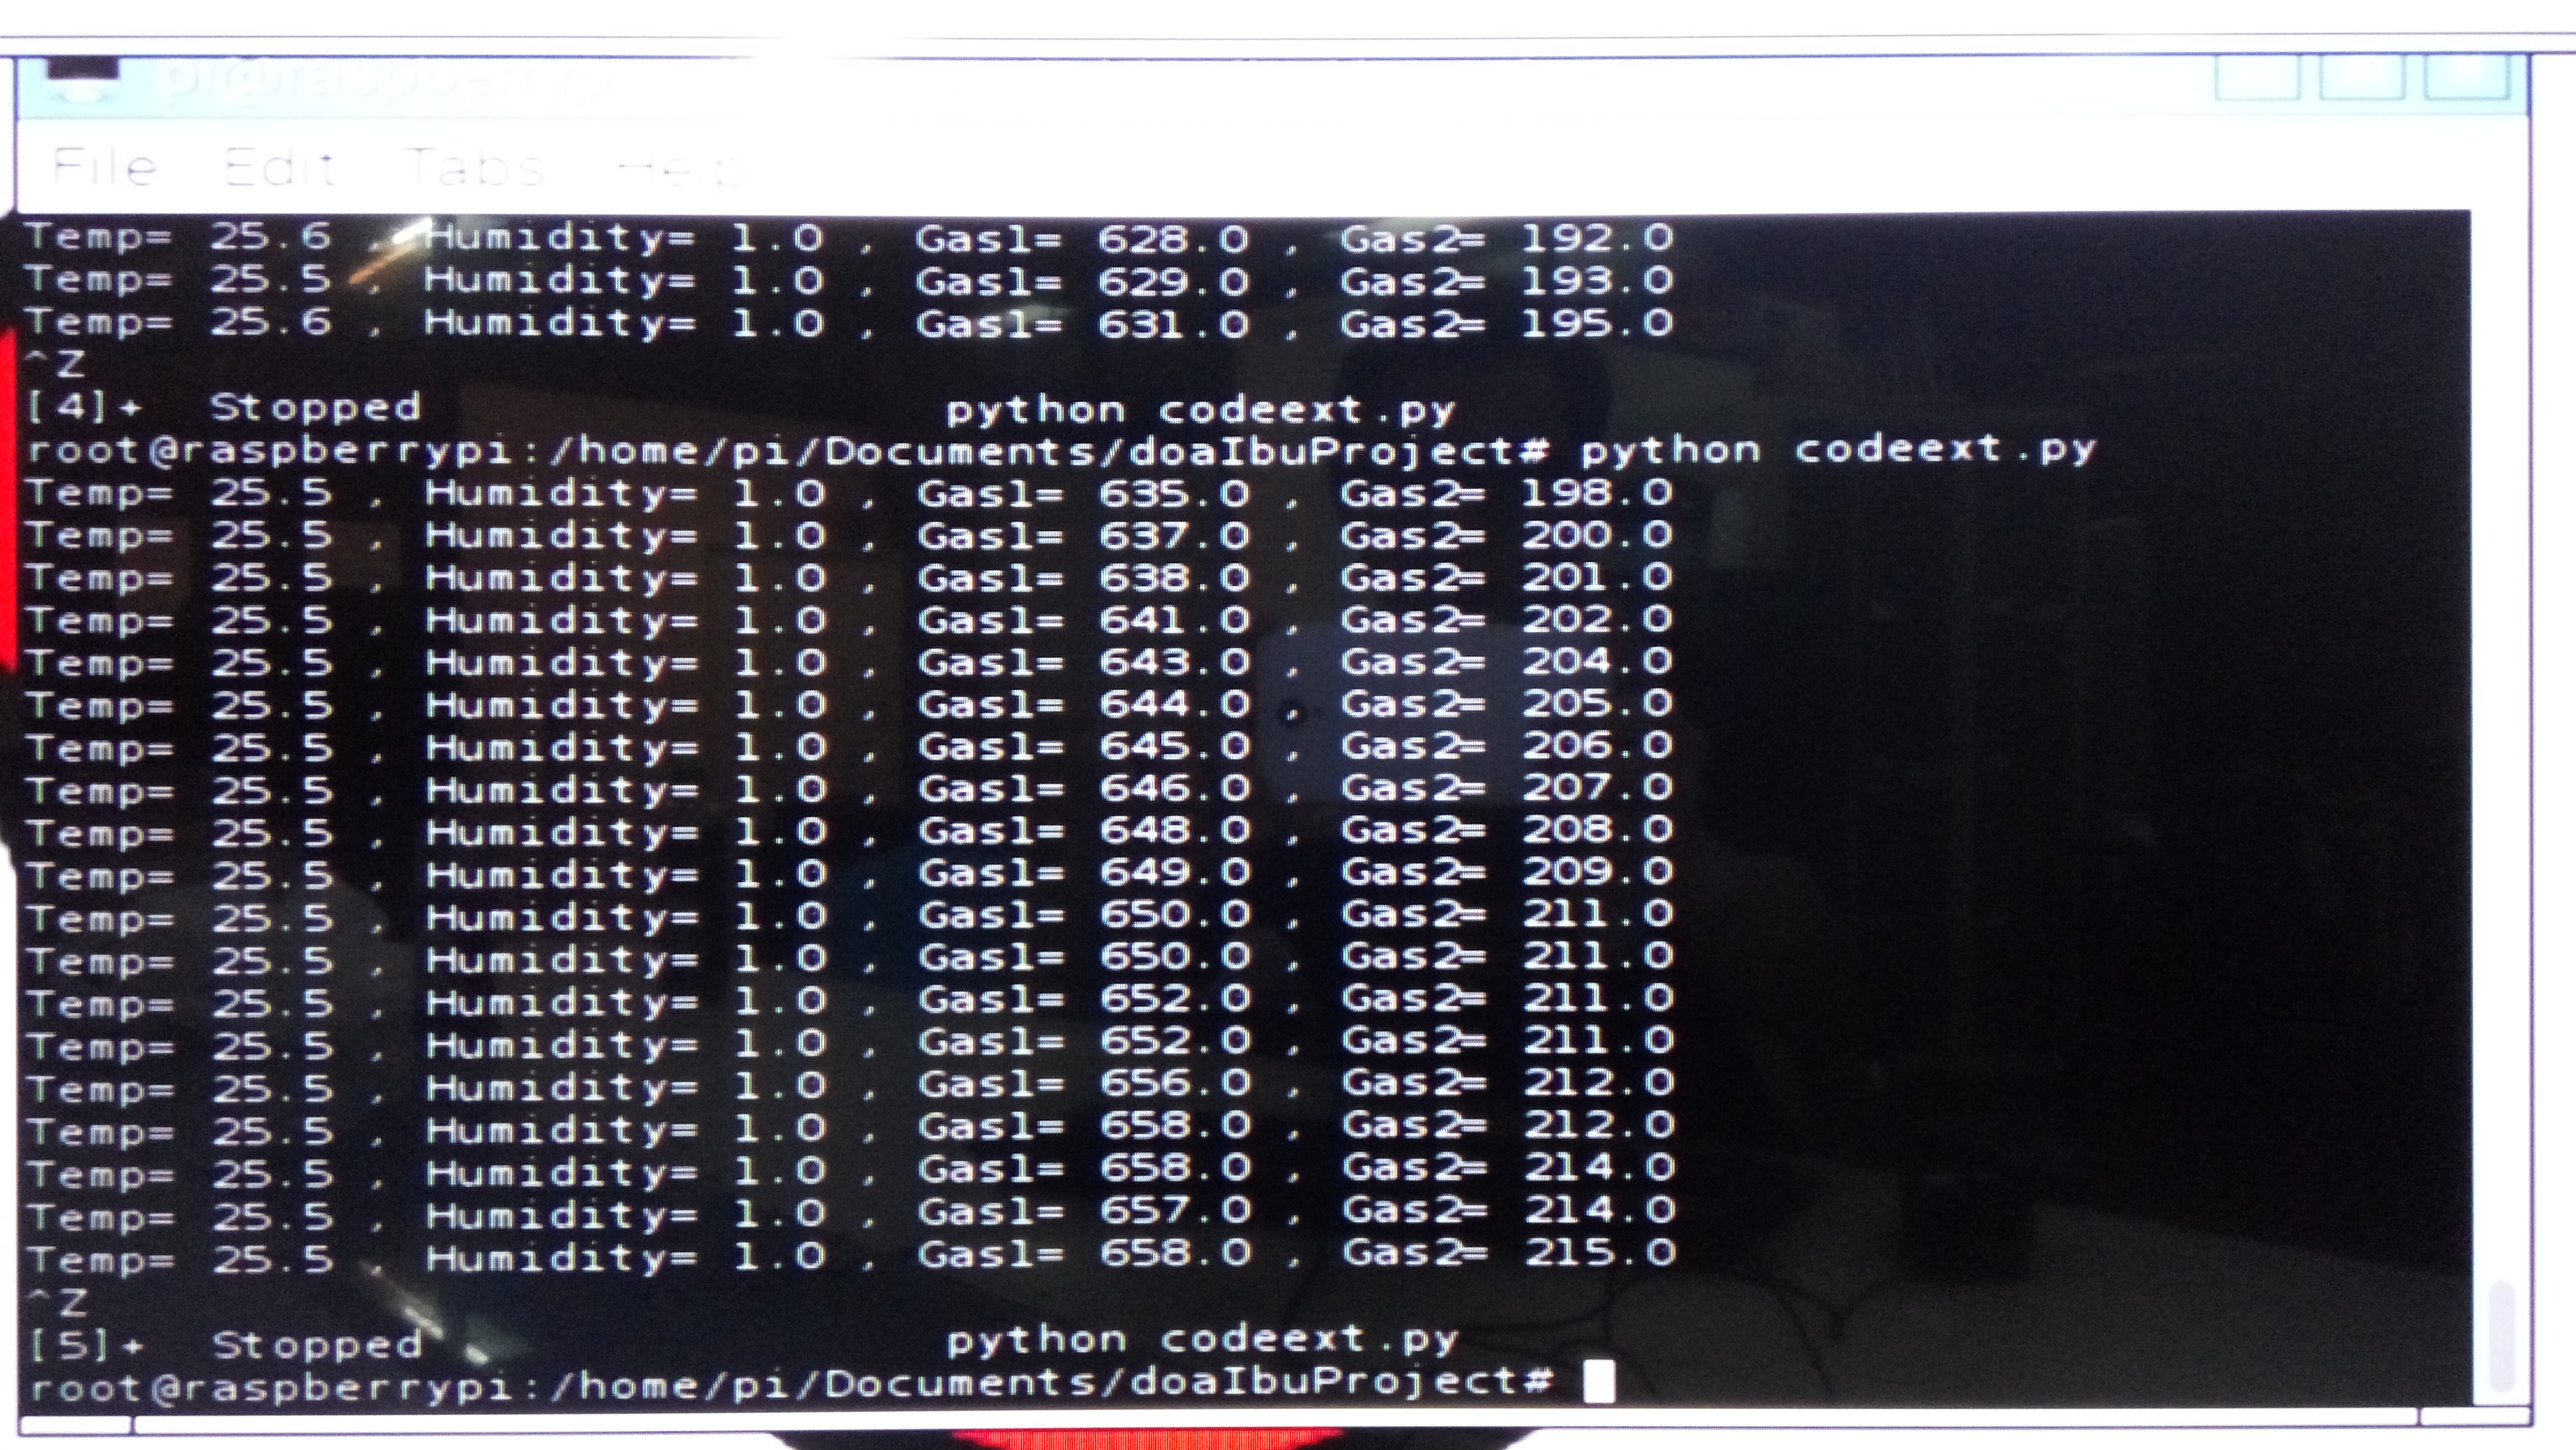 pi@raspberryp
File Edit Tabs Help
Temp= 25.6 , Humidity= 1.0 , Gas1= 628.0 , Gas2= 192.0
Temp= 25.5 , Humidity= 1.0 , Gas1= 629.0 , Gas2= 193.0
Temp= 25.6 , Humidity= 1.0 , Gas1= 631.0 , Gas2= 195.0
^Z
[4]+ Stopped python codeext.py
root@raspberrypi:/home/pi/Documents/doaIbuProject# python codeext.py
Temp= 25.5 , Humidity= 1.0 , Gas1= 635.0 , Gas2= 198.0
Temp= 25.5 , Humidity= 1.0 , Gas1= 637.0 , Gas2= 200.0
Temp= 25.5 , Humidity= 1.0 , Gas1= 638.0 , Gas2= 201.0
Temp= 25.5 , Humidity= 1.0 , Gas1= 641.0 , Gas2= 202.0
Temp= 25.5 , Humidity= 1.0 , Gas1= 643.0 , Gas2= 204.0
Temp= 25.5 , Humidity= 1.0 , Gas1= 644.0 , Gas2= 205.0
Temp= 25.5 , Humidity= 1.0 , Gas1= 645.0 , Gas2= 206.0
Temp= 25.5 , Humidity= 1.0 , Gas1= 646.0 , Gas2= 207.0
Temp= 25.5 , Humidity= 1.0 , Gas1= 648.0 , Gas2= 208.0
Temp= 25.5 , Humidity= 1.0 , Gas1= 649.0 , Gas2= 209.0
Temp= 25.5 , Humidity= 1.0 , Gas1= 650.0 , Gas2= 211.0
Temp= 25.5 , Humidity= 1.0 , Gas1= 650.0 , Gas2= 211.0
Temp= 25.5 , Humidity= 1.0 , Gas1= 652.0 , Gas2= 211.0
Temp= 25.5 , Humidity= 1.0 , Gas1= 652.0 , Gas2= 211.0
Temp= 25.5 , Humidity= 1.0 , Gas1= 656.0 , Gas2= 212.0
Temp= 25.5 , Humidity= 1.0 , Gas1= 658.0 , Gas2= 212.0
Temp= 25.5 , Humidity= 1.0 , Gas1= 658.0 , Gas2= 214.0
Temp= 25.5 , Humidity= 1.0 , Gas1= 657.0 , Gas2= 214.0
Temp= 25.5 , Humidity= 1.0 , Gas1= 658.0 , Gas2= 215.0
^Z
[5]+ Stopped python codeext.py
root@raspberrypi:/home/pi/Documents/doaIbuProject#